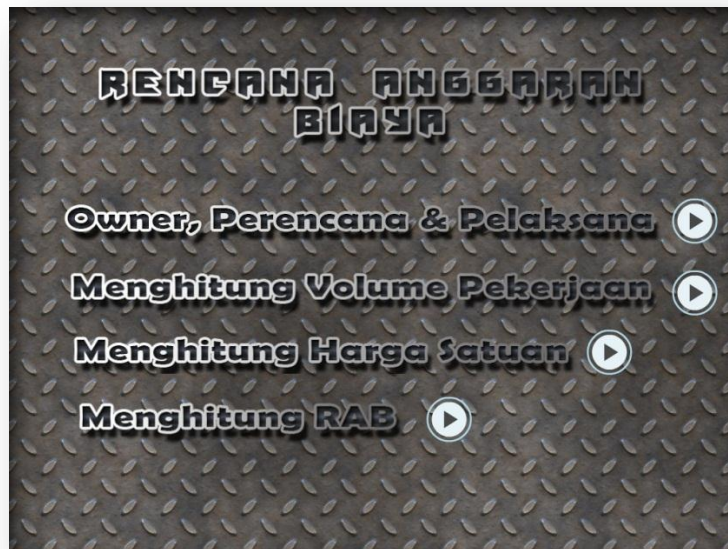 RENCANA ANGGARAN
BIAYA
Owner, Perencana & Pelaksana
Menghitung Volume Pekerjaan
Menghitung Harga Satuan
Menghitung RAB